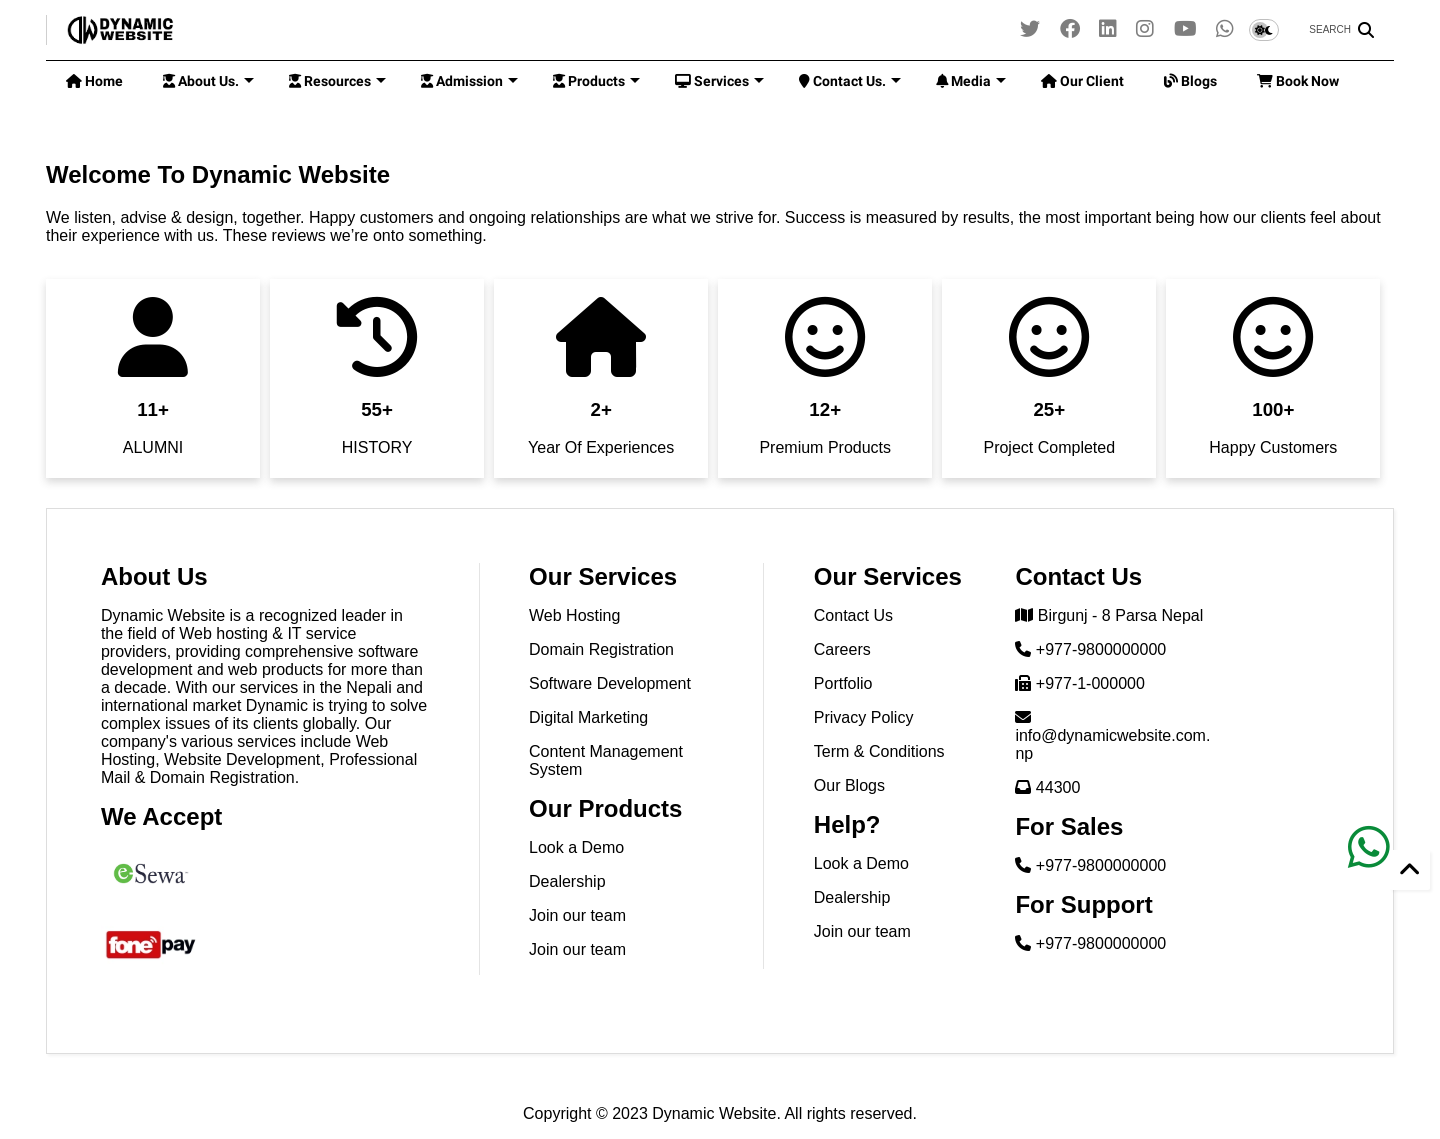 DYNAMIC
WEBSITE
SEARCH
Home About Us. Resources Admission Products Services Contact Us. Media Our Client Blogs Book Now
Welcome To Dynamic Website
We listen, advise & design, together. Happy customers and ongoing relationships are what we strive for. Success is measured by results, the most important being how our clients feel about
their experience with us. These reviews we’re onto something.
11+
ALUMNI
55+
HISTORY
2+
Year Of Experiences
12+
Premium Products
25+
Project Completed
100+
Happy Customers
About Us
Dynamic Website is a recognized leader in
the field of Web hosting & IT service
providers, providing comprehensive software
development and web products for more than
a decade. With our services in the Nepali and
international market Dynamic is trying to solve
complex issues of its clients globally. Our
company's various services include Web
Hosting, Website Development, Professional
Mail & Domain Registration.
We Accept
eSewa
fonepay
Our Services
Web Hosting
Domain Registration
Software Development
Digital Marketing
Content Management
System
Our Products
Look a Demo
Dealership
Join our team
Join our team
Our Services
Contact Us
Careers
Portfolio
Privacy Policy
Term & Conditions
Our Blogs
Help?
Look a Demo
Dealership
Join our team
Contact Us
Birgunj - 8 Parsa Nepal
+977-9800000000
+977-1-000000
info@dynamicwebsite.com.
np
44300
For Sales
+977-9800000000
For Support
+977-9800000000
Copyright © 2023 Dynamic Website. All rights reserved.